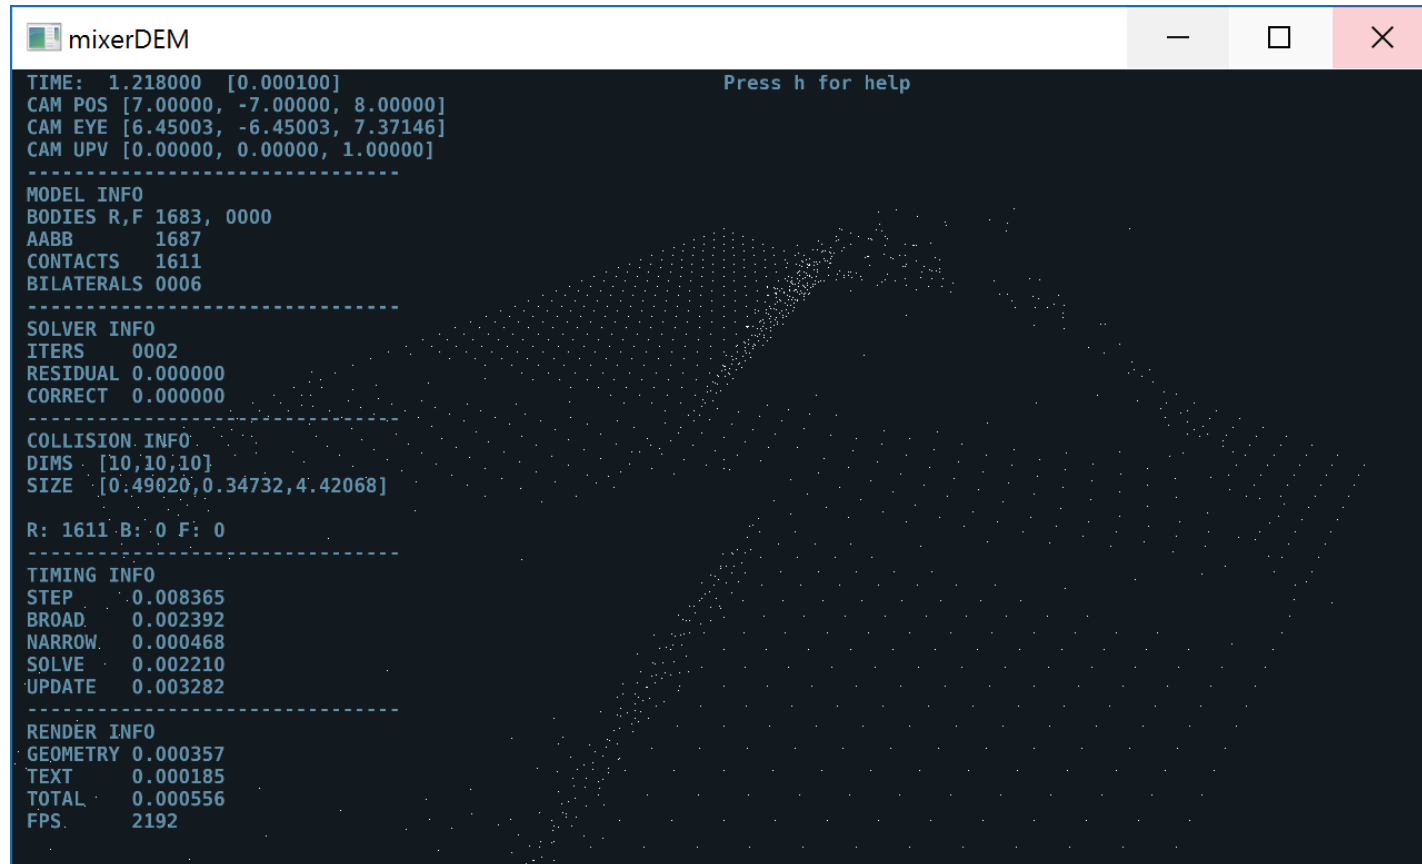 mixerDEM
TIME:  1.218000  [0.000100]
Press h for help
CAM POS [7.00000, -7.00000, 8.00000]
CAM EYE [6.45003, -6.45003, 7.37146]
CAM UPV [0.00000, 0.00000, 1.00000]
--------------------------------
MODEL INFO
BODIES R,F 1683, 0000
AABB       1687
CONTACTS   1611
BILATERALS 0006
--------------------------------
SOLVER INFO
ITERS    0002
RESIDUAL 0.000000
CORRECT  0.000000
--------------------------------
COLLISION INFO
DIMS  [10,10,10]
SIZE  [0.49020,0.34732,4.42068]
R: 1611 B: 0 F: 0
--------------------------------
TIMING INFO
STEP     0.008365
BROAD    0.002392
NARROW   0.000468
SOLVE    0.002210
UPDATE   0.003282
--------------------------------
RENDER INFO
GEOMETRY 0.000357
TEXT     0.000185
TOTAL    0.000556
FPS      2192